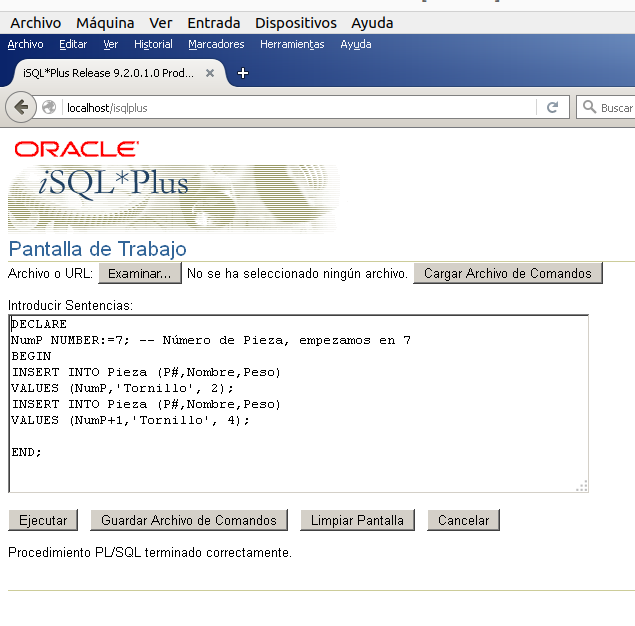 Archivo Máquina Ver Entrada Dispositivos Ayuda
Archivo Editar Ver Historial Marcadores Herramientas Ayuda
iSQL*Plus Release 9.2.0.1.0 Prod... × +
localhost/isqlplus Buscar
ORACLE
iSQL*Plus
Pantalla de Trabajo
Archivo o URL: Examinar... No se ha seleccionado ningún archivo. Cargar Archivo de Comandos
Introducir Sentencias:
DECLARE
NumP NUMBER:=7; -- Número de Pieza, empezamos en 7
BEGIN
INSERT INTO Pieza (P#,Nombre,Peso)
VALUES (NumP,'Tornillo', 2);
INSERT INTO Pieza (P#,Nombre,Peso)
VALUES (NumP+1,'Tornillo', 4);
END;
Ejecutar Guardar Archivo de Comandos Limpiar Pantalla Cancelar
Procedimiento PL/SQL terminado correctamente.